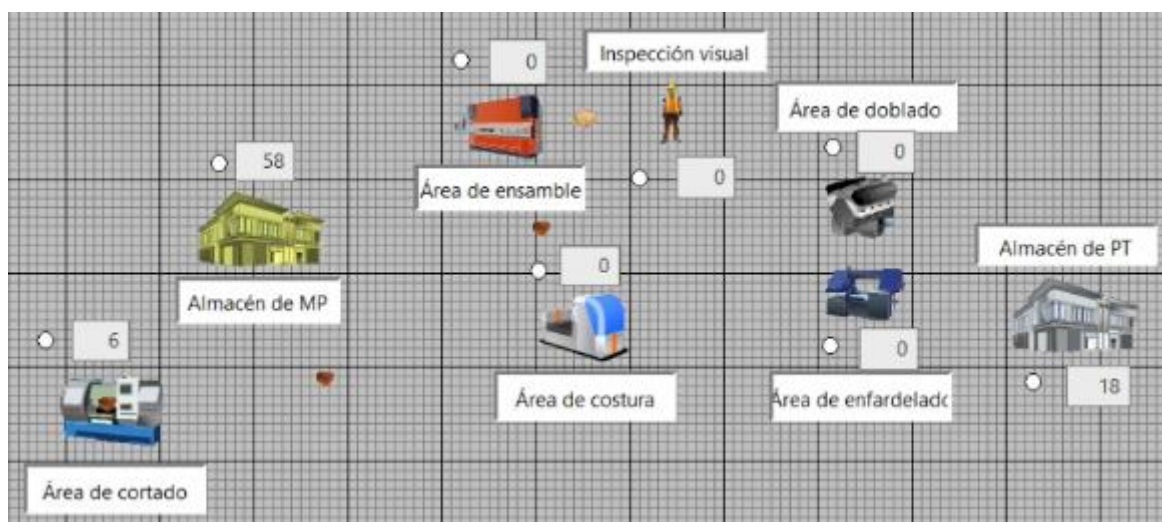 0
Inspección visual
Área de doblado
58
0
Área de ensamble
0
Almacén de PT
0
Almacén de MP
6
0
18
Área de costura
Área de enfardelado
Área de cortado